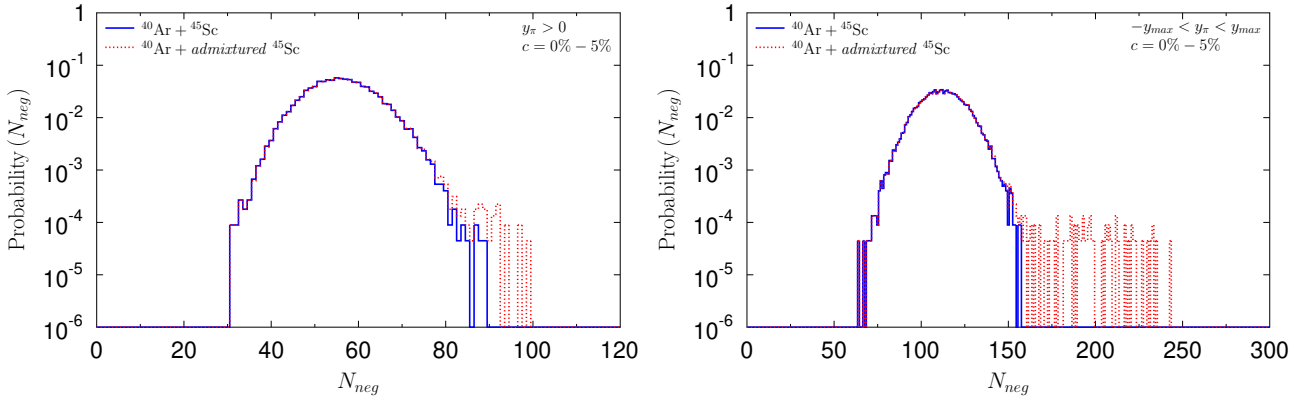 ⁴⁰Ar + ⁴⁵Sc
⁴⁰Ar + admixtured ⁴⁵Sc
y_π > 0
c = 0% − 5%
1
10⁻¹
10⁻²
10⁻³
10⁻⁴
10⁻⁵
10⁻⁶
Probability (N_neg)
0 20 40 60 80 100 120
N_neg
⁴⁰Ar + ⁴⁵Sc
⁴⁰Ar + admixtured ⁴⁵Sc
−y_max < y_π < y_max
c = 0% − 5%
1
10⁻¹
10⁻²
10⁻³
10⁻⁴
10⁻⁵
10⁻⁶
Probability (N_neg)
0 50 100 150 200 250 300
N_neg